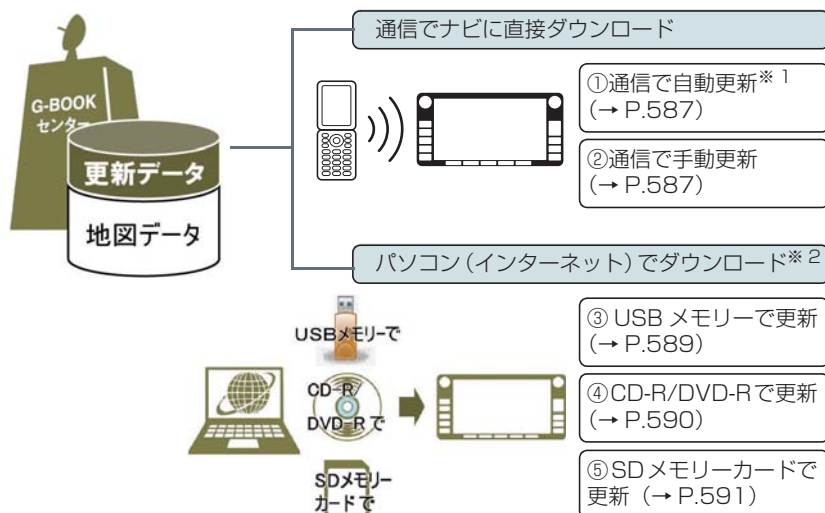 G-BOOK
センター
更新データ
地図データ
通信でナビに直接ダウンロード
①通信で自動更新※1
(→ P.587)
②通信で手動更新
(→ P.587)
パソコン(インターネット)でダウンロード※2
USBメモリーで
CD-R/
DVD-Rで
SDメモリー
カードで
③ USB メモリーで更新
(→ P.589)
④CD-R/DVD-Rで更新
(→ P.590)
⑤SDメモリーカードで
更新(→ P.591)